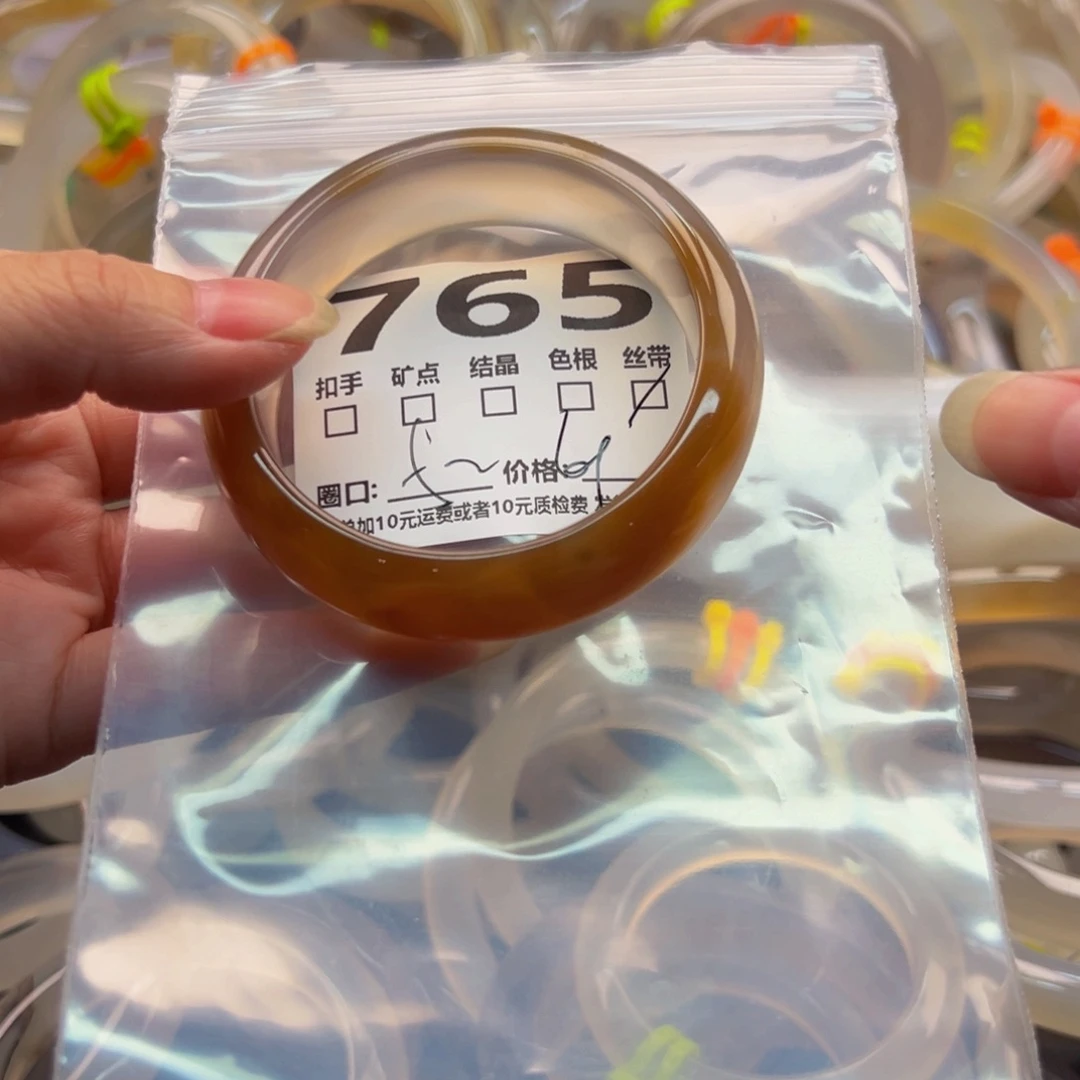 765
扣手 矿点 结晶 色根 丝带
圈口: 价格:
加10元运费或者10元质检费